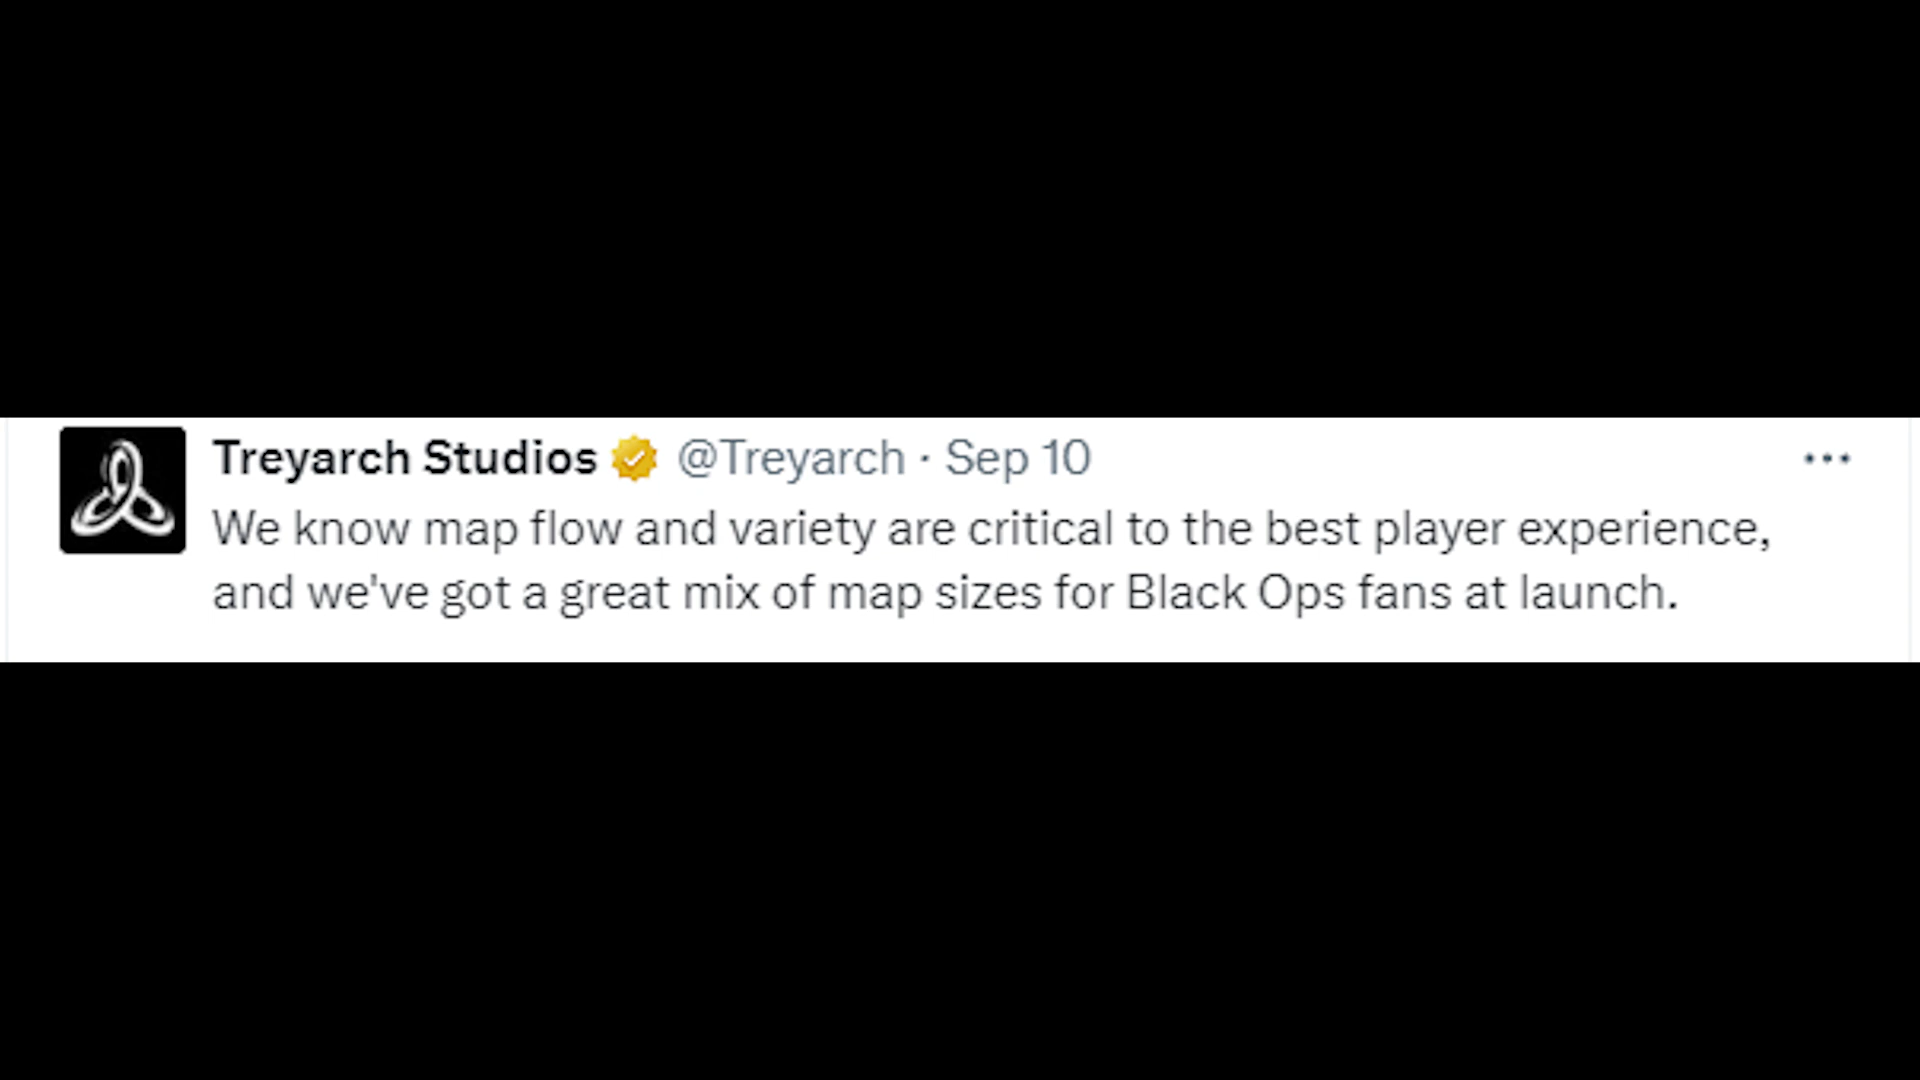 Treyarch Studios @Treyarch · Sep 10
We know map flow and variety are critical to the best player experience,
and we've got a great mix of map sizes for Black Ops fans at launch.